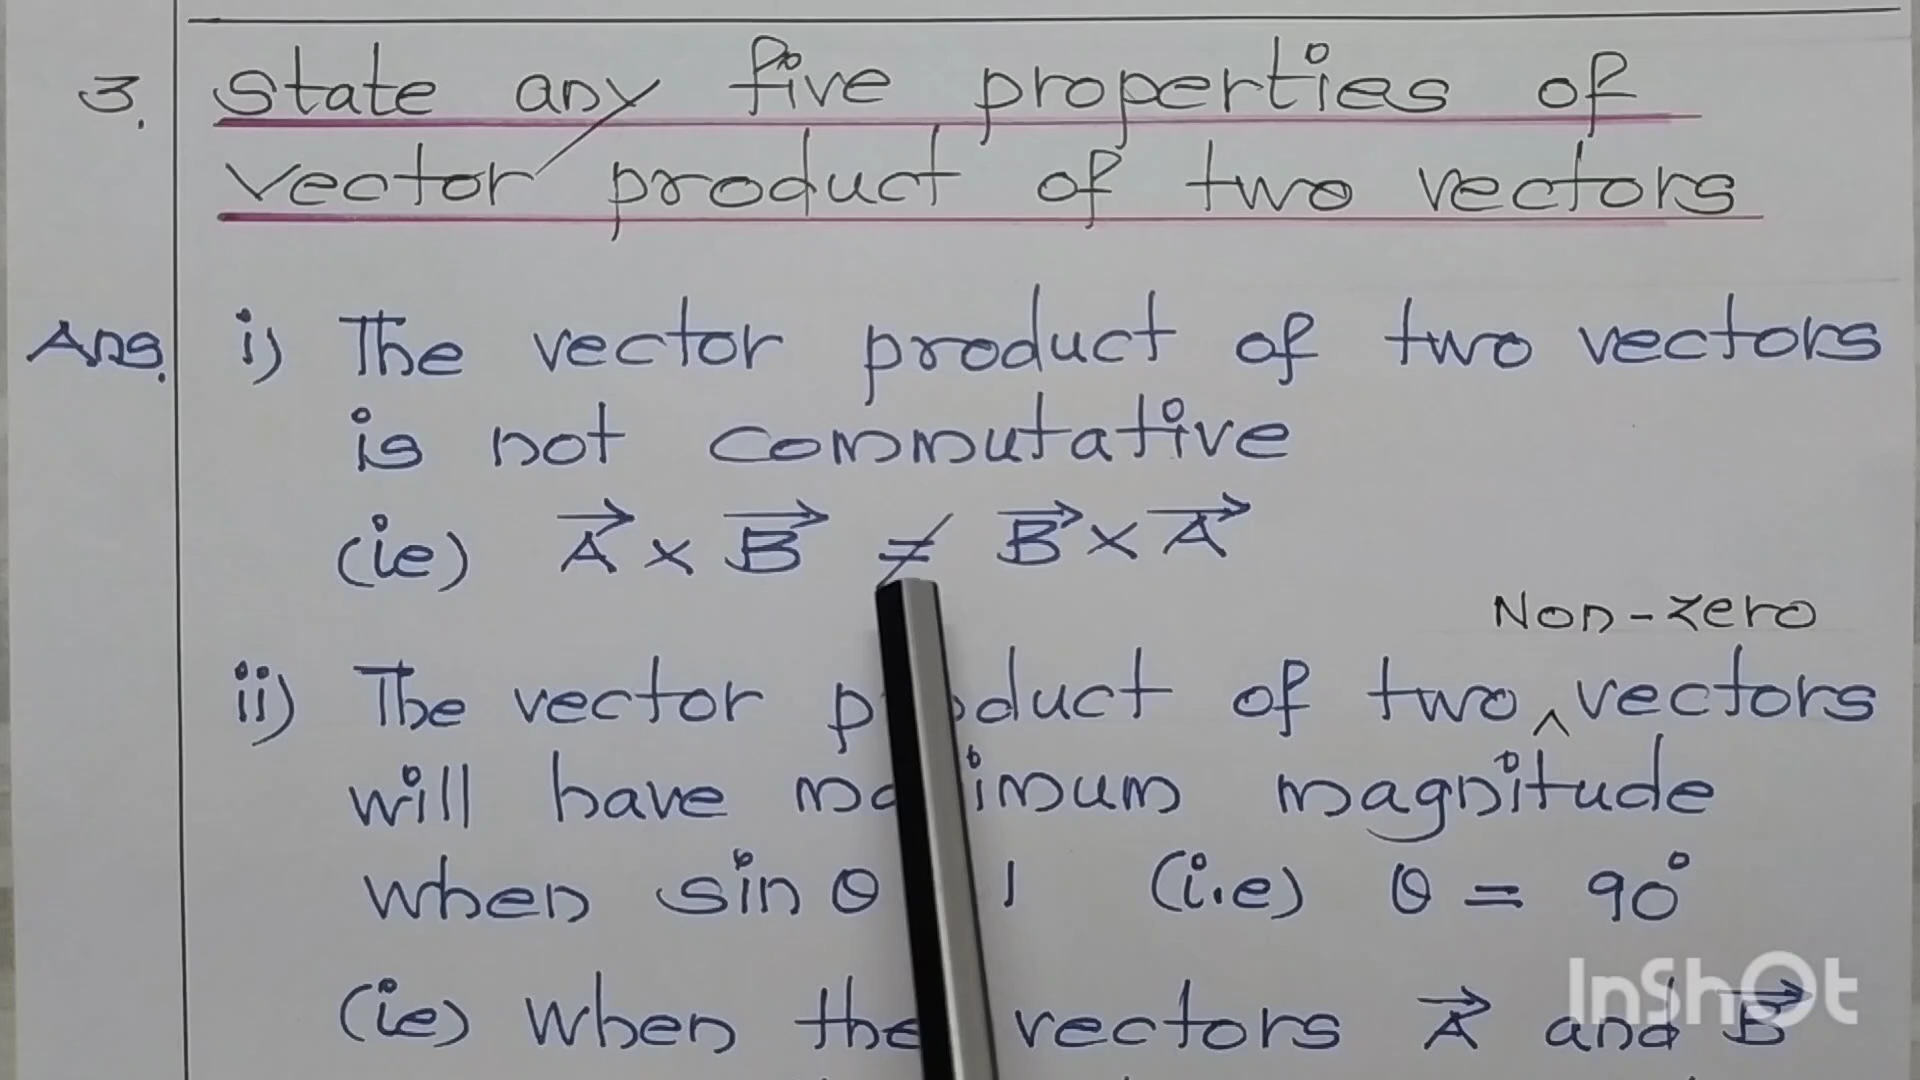 3. State any five properties of
vector product of two vectors
Ans. i) The vector product of two vectors
is not commutative
(ie) A⃗ × B⃗ ≠ B⃗ × A⃗
Non-zero
ii) The vector product of two ^ vectors
will have maximum magnitude
when sin θ 1 (i.e) θ = 90°
(ie) when the vectors A⃗ and B⃗
InShOt